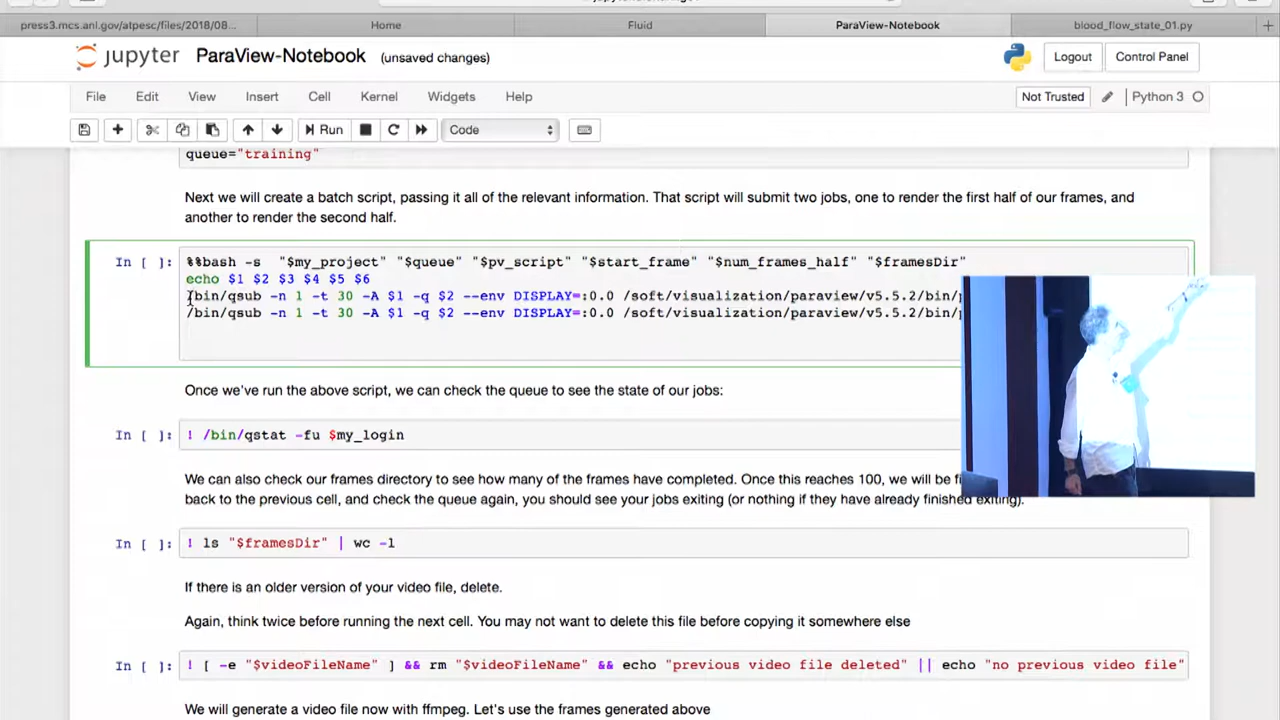 press3.mcs.anl.gov/atpesc/files/2018/08... Home Fluid ParaView-Notebook blood_flow_state_01.py
jupyter ParaView-Notebook (unsaved changes) Logout Control Panel
File Edit View Insert Cell Kernel Widgets Help Not Trusted Python 3
Run Code
queue="training"
Next we will create a batch script, passing it all of the relevant information. That script will submit two jobs, one to render the first half of our frames, and
another to render the second half.
In [ ]: %%bash -s "$my_project" "$queue" "$pv_script" "$start_frame" "$num_frames_half" "$framesDir"
echo $1 $2 $3 $4 $5 $6
/bin/qsub -n 1 -t 30 -A $1 -q $2 --env DISPLAY=:0.0 /soft/visualization/paraview/v5.5.2/bin/
/bin/qsub -n 1 -t 30 -A $1 -q $2 --env DISPLAY=:0.0 /soft/visualization/paraview/v5.5.2/bin/
Once we've run the above script, we can check the queue to see the state of our jobs:
In [ ]: ! /bin/qstat -fu $my_login
We can also check our frames directory to see how many of the frames have completed. Once this reaches 100, we will be
back to the previous cell, and check the queue again, you should see your jobs exiting (or nothing if they have already finished exiting).
In [ ]: ! ls "$framesDir" | wc -l
If there is an older version of your video file, delete.
Again, think twice before running the next cell. You may not want to delete this file before copying it somewhere else
In [ ]: ! [ -e "$videoFileName" ] && rm "$videoFileName" && echo "previous video file deleted" || echo "no previous video file"
We will generate a video file now with ffmpeg. Let's use the frames generated above